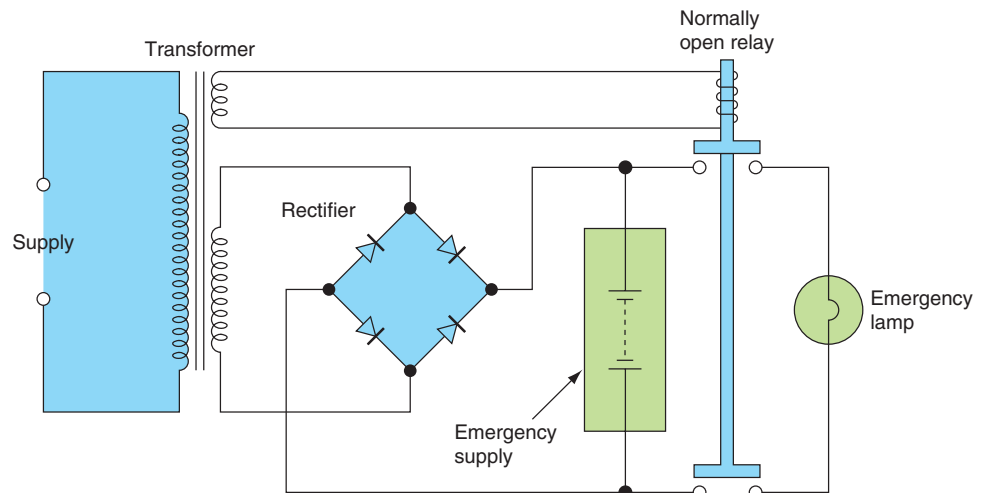 Normally
open relay
Transformer
Rectifier
Supply
Emergency
lamp
Emergency
supply